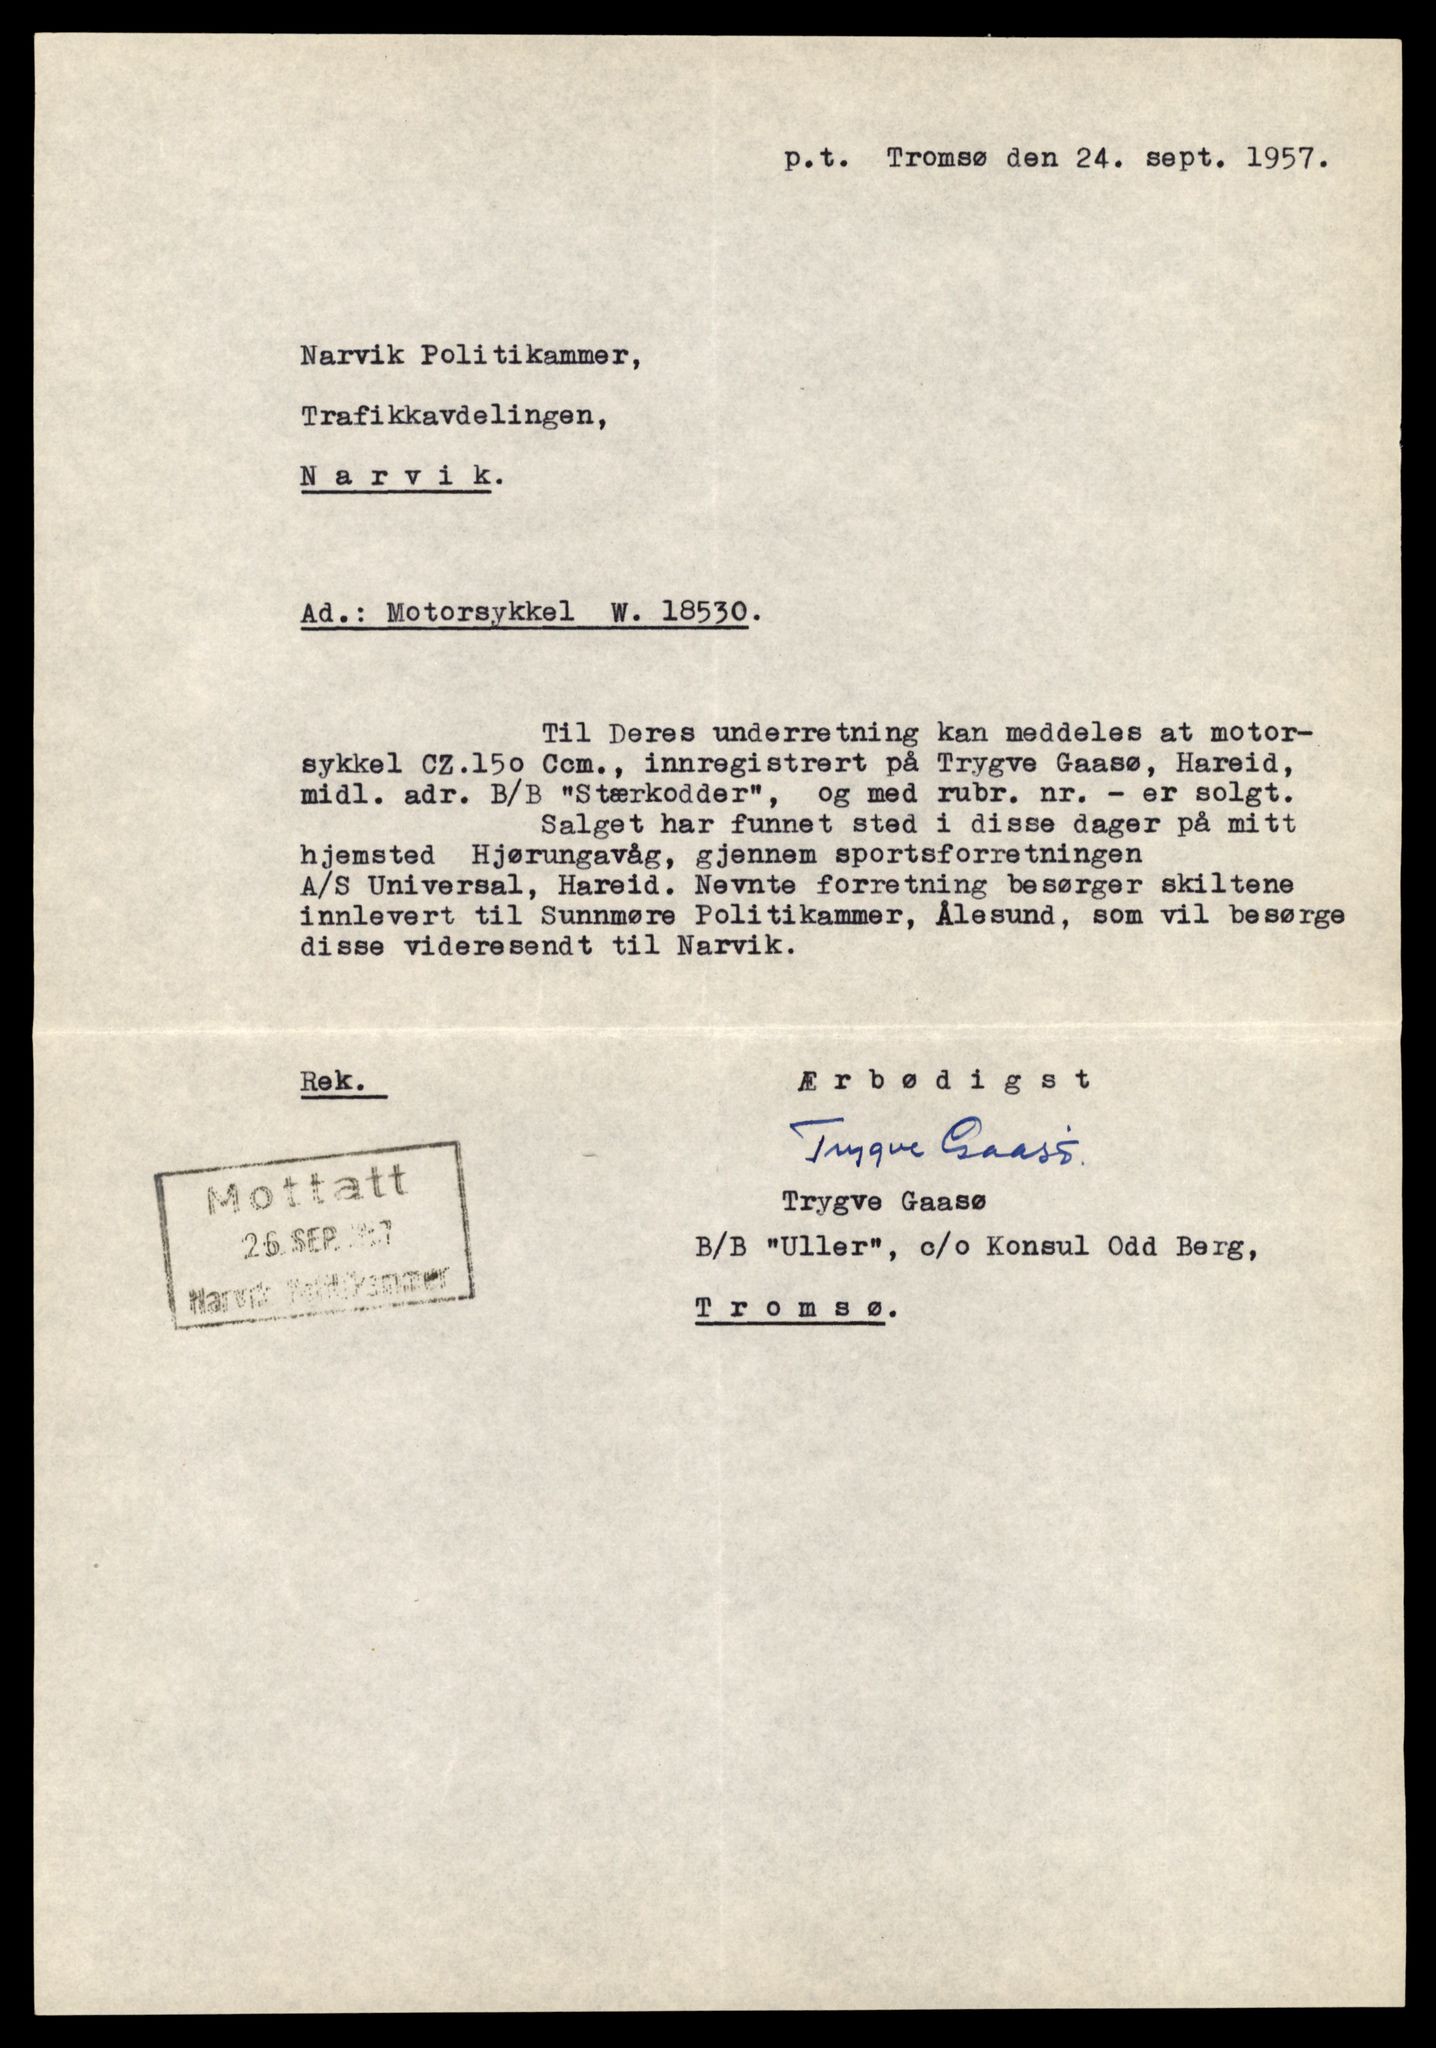 p.t. Tromsø den 24. sept. 1957.
Narvik Politikammer,
Trafikkavdelingen,
N a r v i k.
Ad.: Motorsykkel W. 18530.
Til Deres underretning kan meddeles at motor-
sykkel CZ.15o Ccm., innregistrert på Trygve Gaasø, Hareid,
midl. adr. B/B "Stærkodder", og med rubr. nr. - er solgt.
Salget har funnet sted i disse dager på mitt
hjemsted Hjørungavåg, gjennem sportsforretningen
A/S Universal, Hareid. Nevnte forretning besørger skiltene
innlevert til Sunnmøre Politikammer, Ålesund, som vil besørge
disse videresendt til Narvik.
Rek.
Æ r b ø d i g s t
Trygve Gaasø.
Mottatt
26 SEP. 
Narvik Politikammer
Trygve Gaasø
B/B "Uller", c/o Konsul Odd Berg,
T r o m s ø.